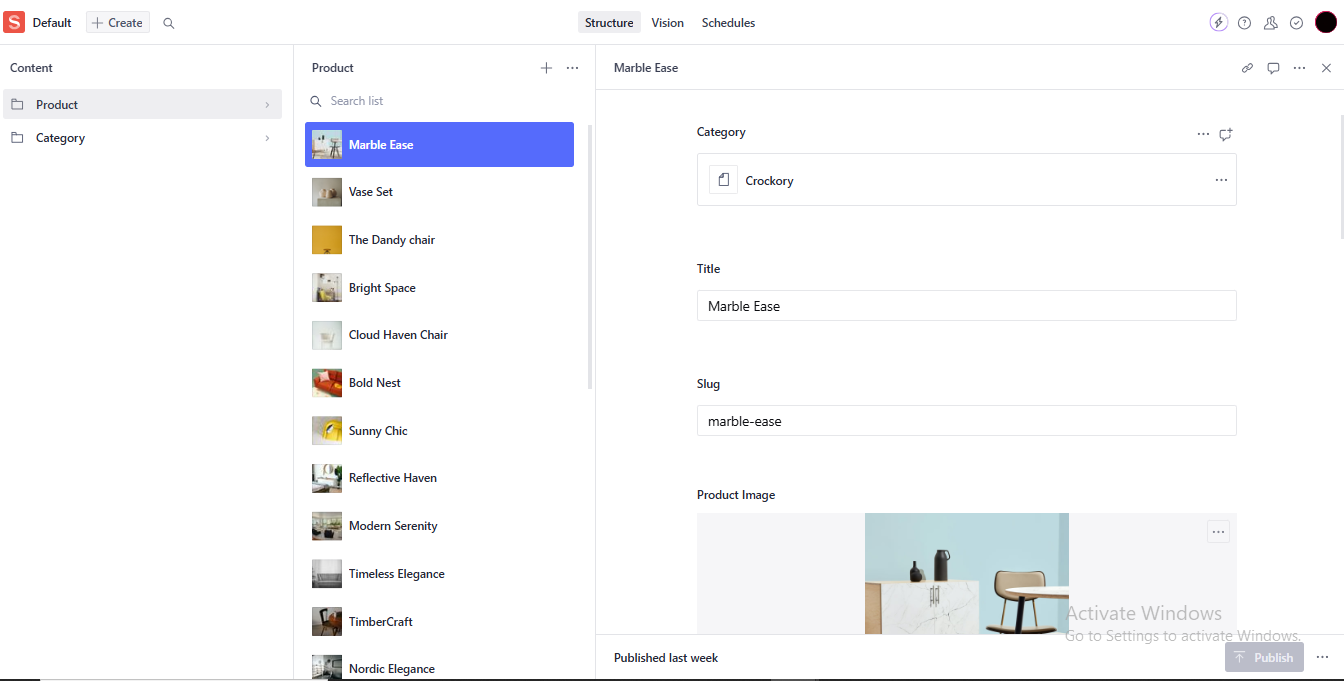 S Default Create Structure Vision Schedules
Content
Product
Category
Product
Search list
Marble Ease
Vase Set
The Dandy chair
Bright Space
Cloud Haven Chair
Bold Nest
Sunny Chic
Reflective Haven
Modern Serenity
Timeless Elegance
TimberCraft
Nordic Elegance
Marble Ease
Category
Crockory
Title
Marble Ease
Slug
marble-ease
Product Image
Activate Windows
Go to Settings to activate Windows.
Published last week
Publish